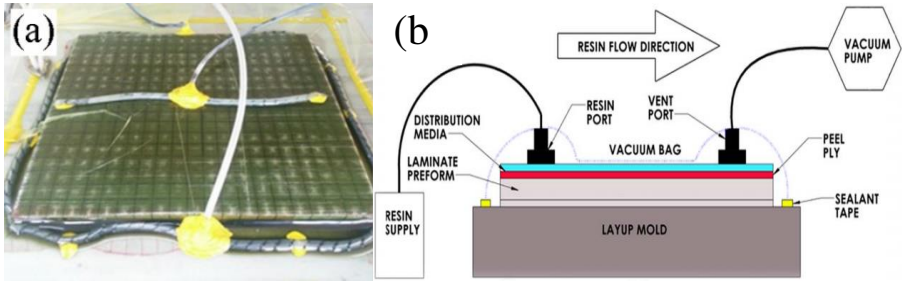 (a)
(b
RESIN FLOW DIRECTION
VACUUM
PUMP
DISTRIBUTION
MEDIA
RESIN
PORT
VENT
PORT
VACUUM BAG
PEEL
PLY
LAMINATE
PREFORM
RESIN
SUPPLY
SEALANT
TAPE
LAYUP MOLD